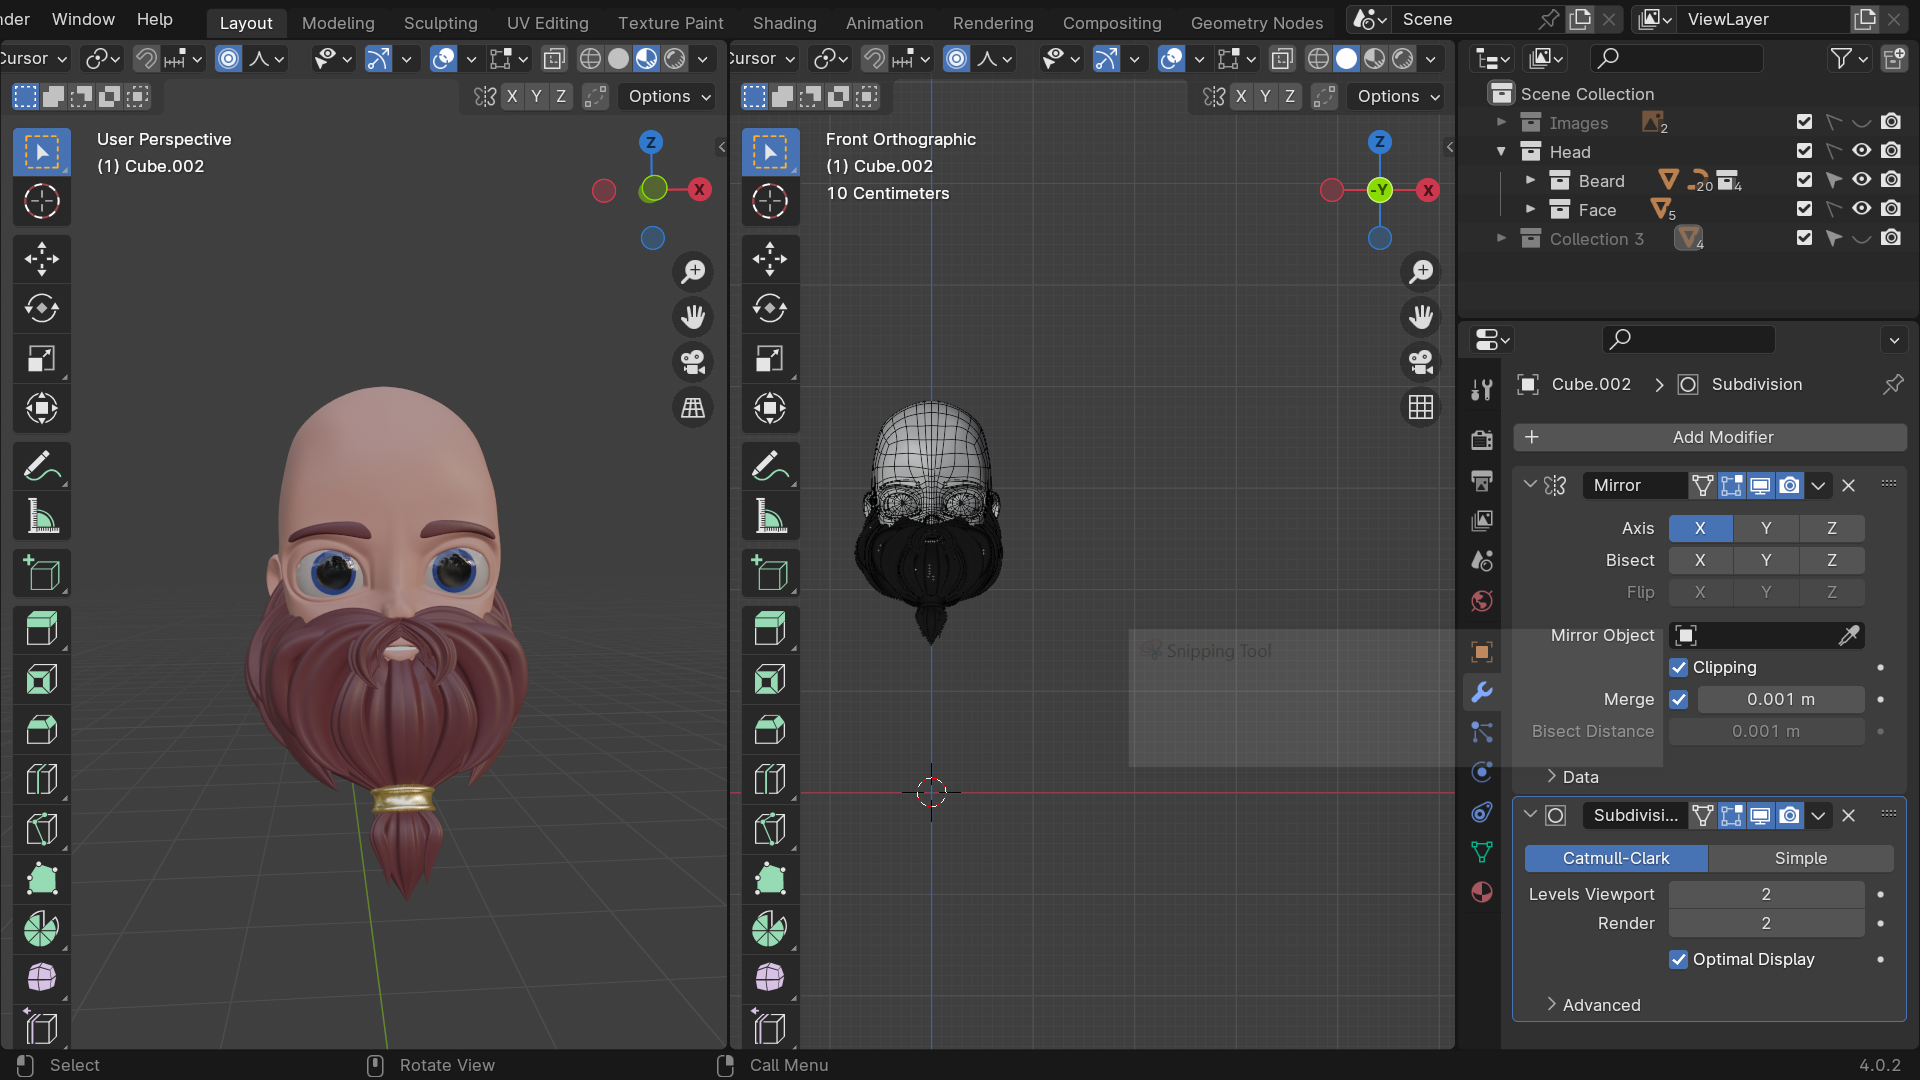 nder Window Help Layout Modeling Sculpting UV Editing Texture Paint Shading Animation Rendering Compositing Geometry Nodes Scene ViewLayer
Cursor
Cursor
X Y Z Options
X Y Z Options
User Perspective
(1) Cube.002
Z
X
Front Orthographic
(1) Cube.002
10 Centimeters
Z
-Y
X
Scene Collection
Images 2
Head
Beard 20 4
Face 5
Collection 3 4
Cube.002 > Subdivision
+ Add Modifier
Mirror
Axis X Y Z
Bisect X Y Z
Flip X Y Z
Snipping Tool
Mirror Object
Clipping
Merge 0.001 m
Bisect Distance 0.001 m
Data
Subdivisi...
Catmull-Clark Simple
Levels Viewport 2
Render 2
Optimal Display
Advanced
Select Rotate View Call Menu 4.0.2